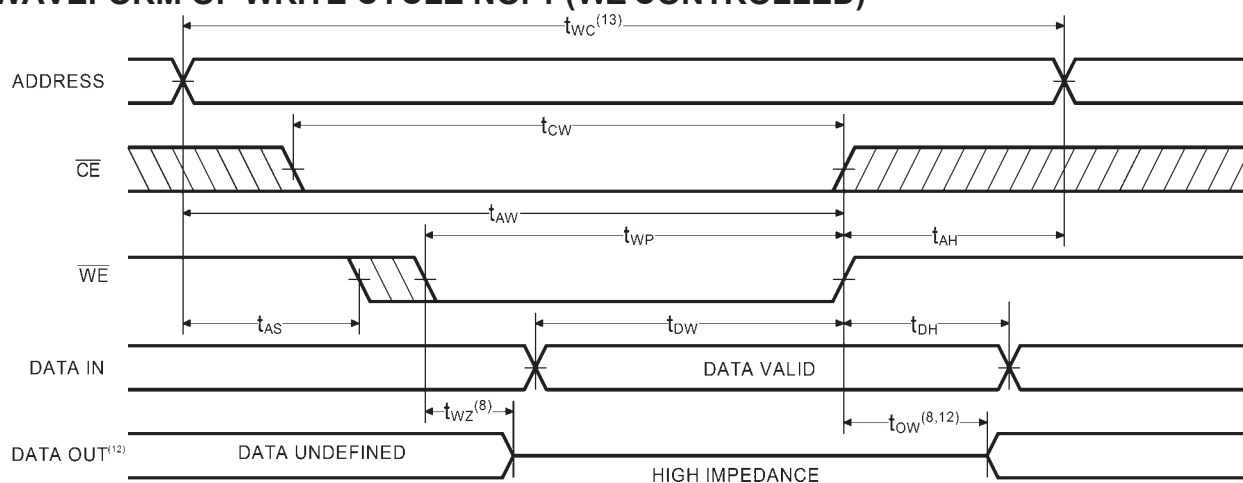 WAVEFORM OF WRITE CYCLE NO. 1 (WE CONTROLLED)
tWC(13)
ADDRESS
tCW
CE
tAW
tWP
tAH
WE
tAS
tDW
tDH
DATA IN
DATA VALID
tWZ(8)
tOW(8,12)
DATA OUT(12)
DATA UNDEFINED
HIGH IMPEDANCE